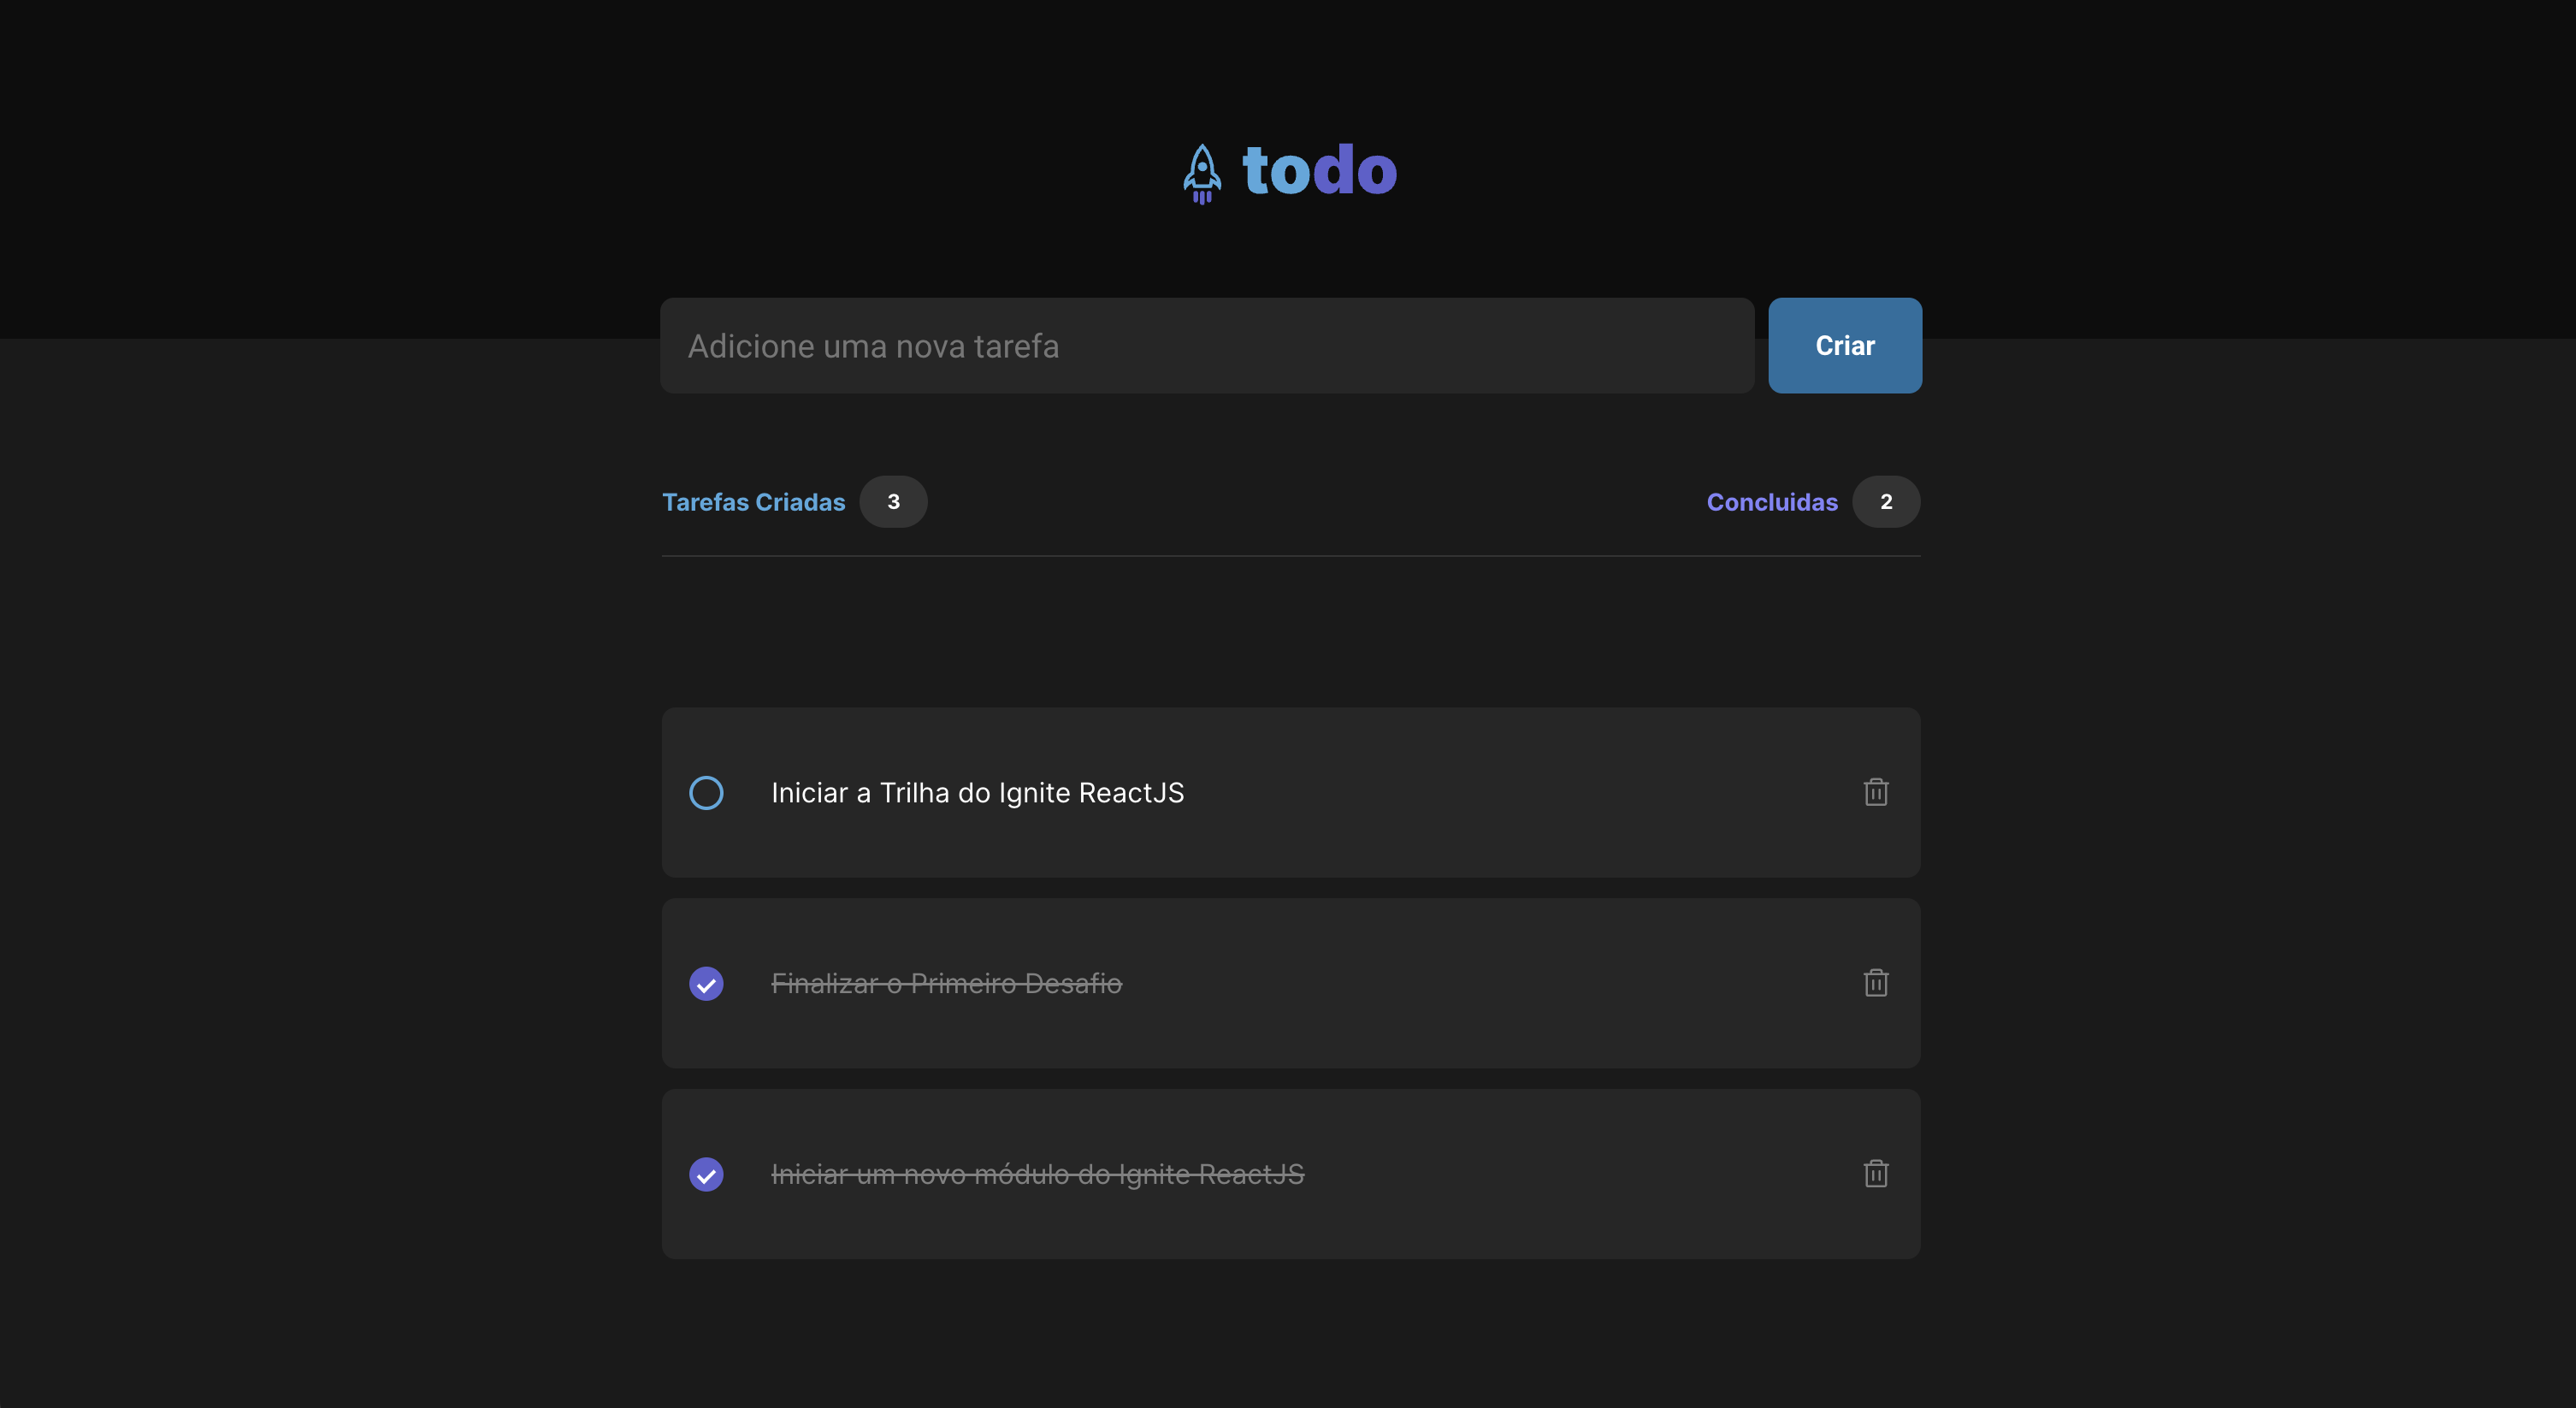 todo
Adicione uma nova tarefa
Criar
Tarefas Criadas 3
Concluidas 2
Iniciar a Trilha do Ignite ReactJS
Finalizar o Primeiro Desafio
Iniciar um novo módulo do Ignite ReactJS